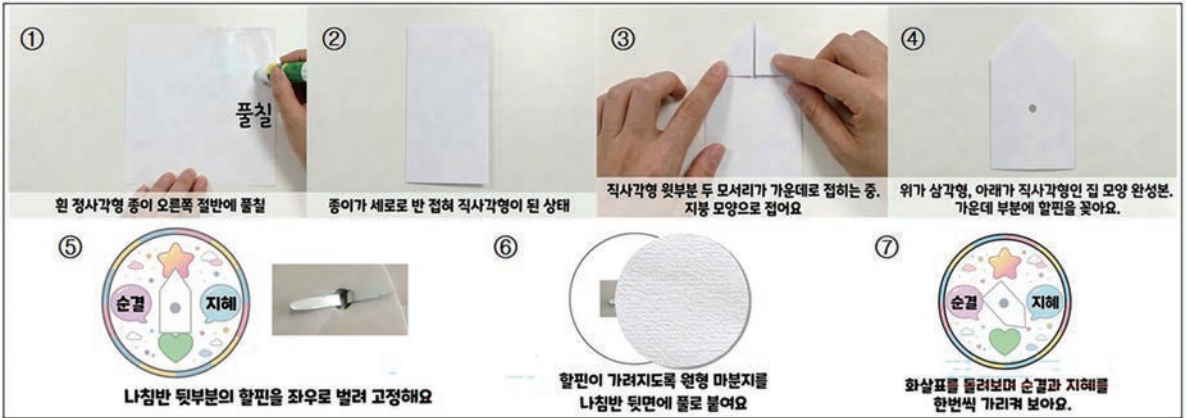 ①
풀칠
흰 정사각형 종이 오른쪽 절반에 풀칠
②
종이가 세로로 반 접혀 직사각형이 된 상태
③
직사각형 윗부분 두 모서리가 가운데로 접히는 중.
지붕 모양으로 접어요
④
위가 삼각형, 아래가 직사각형인 집 모양 완성본.
가운데 부분에 할핀을 꽂아요.
⑤
순결
지혜
나침반 뒷부분의 할핀을 좌우로 벌려 고정해요
⑥
할핀이 가려지도록 원형 마분지를
나침반 뒷면에 풀로 붙여요
⑦
순결
지혜
화살표를 돌려보며 순결과 지혜를
한번씩 가리켜 보아요.